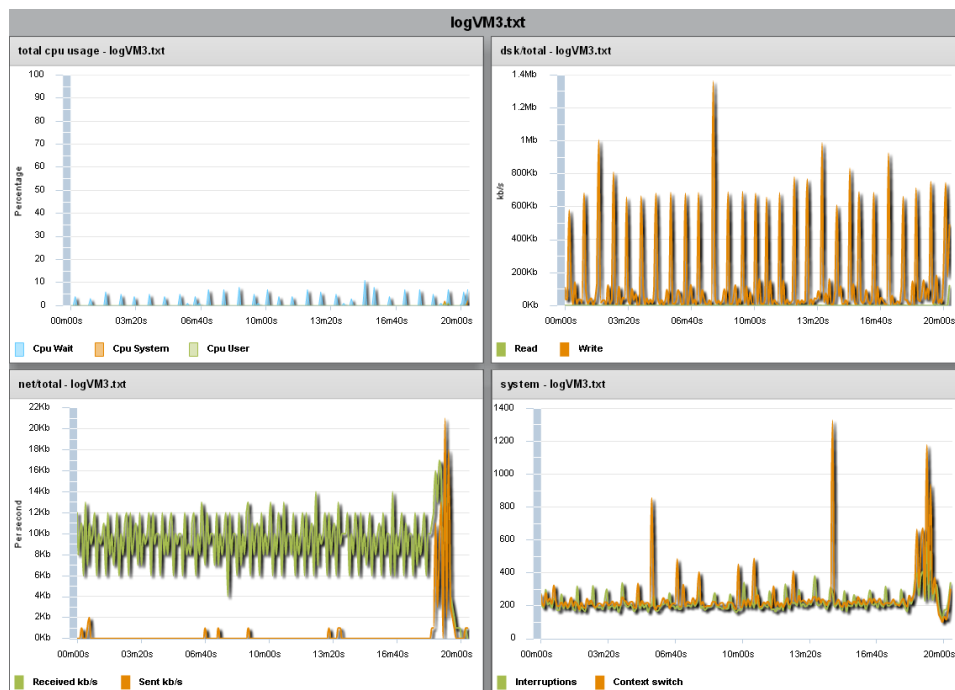 logVM3.txt
total cpu usage - logVM3.txt
100
90
80
70
60
50
40
30
20
10
0
Percentage
00m00s 03m20s 06m40s 10m00s 13m20s 16m40s 20m00s
Cpu Wait Cpu System Cpu User
dsk/total - logVM3.txt
1.4Mb
1.2Mb
1Mb
800Kb
600Kb
400Kb
200Kb
0Kb
kb/s
00m00s 03m20s 06m40s 10m00s 13m20s 16m40s 20m00s
Read Write
net/total - logVM3.txt
22Kb
20Kb
18Kb
16Kb
14Kb
12Kb
10Kb
8Kb
6Kb
4Kb
2Kb
0Kb
Per second
00m00s 03m20s 06m40s 10m00s 13m20s 16m40s 20m00s
Received kb/s Sent kb/s
system - logVM3.txt
1400
1200
1000
800
600
400
200
0
00m00s 03m20s 06m40s 10m00s 13m20s 16m40s 20m00s
Interruptions Context switch